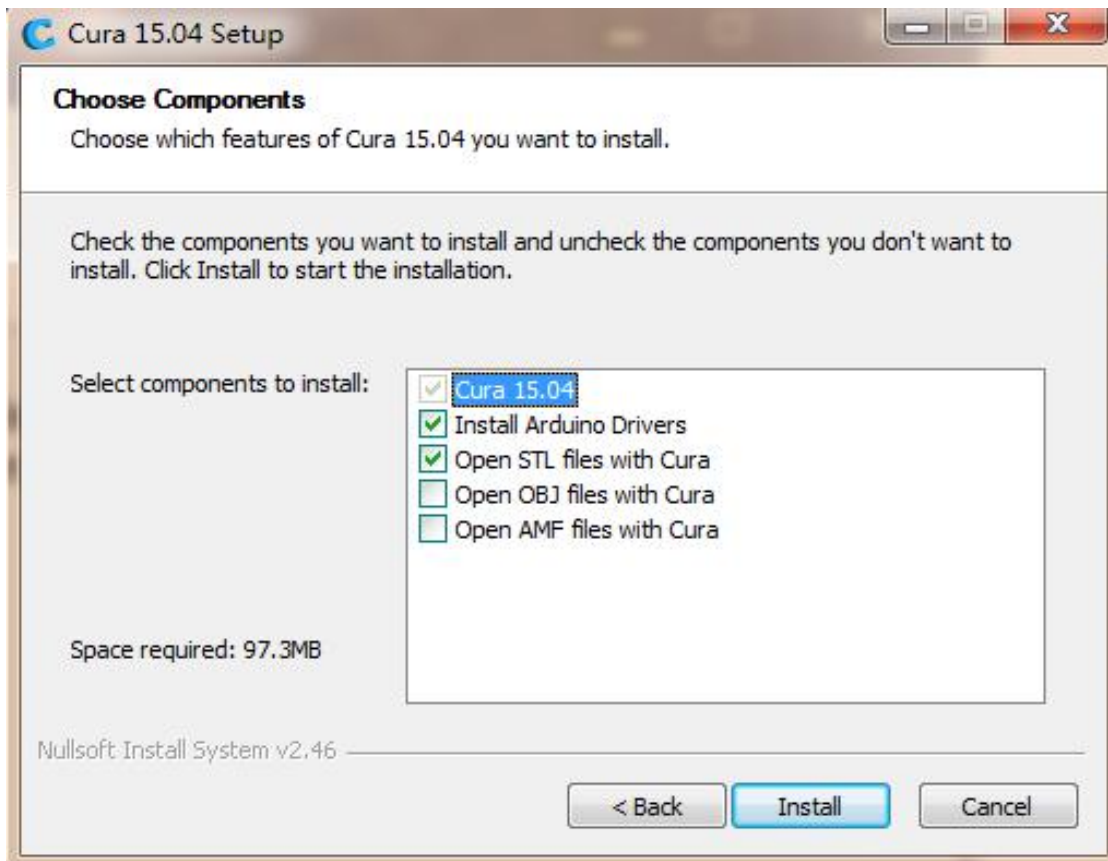 Cura 15.04 Setup
Choose Components
Choose which features of Cura 15.04 you want to install.
Check the components you want to install and uncheck the components you don't want to
install. Click Install to start the installation.
Select components to install:
Cura 15.04
Install Arduino Drivers
Open STL files with Cura
Open OBJ files with Cura
Open AMF files with Cura
Space required: 97.3MB
Nullsoft Install System v2.46
< Back
Install
Cancel